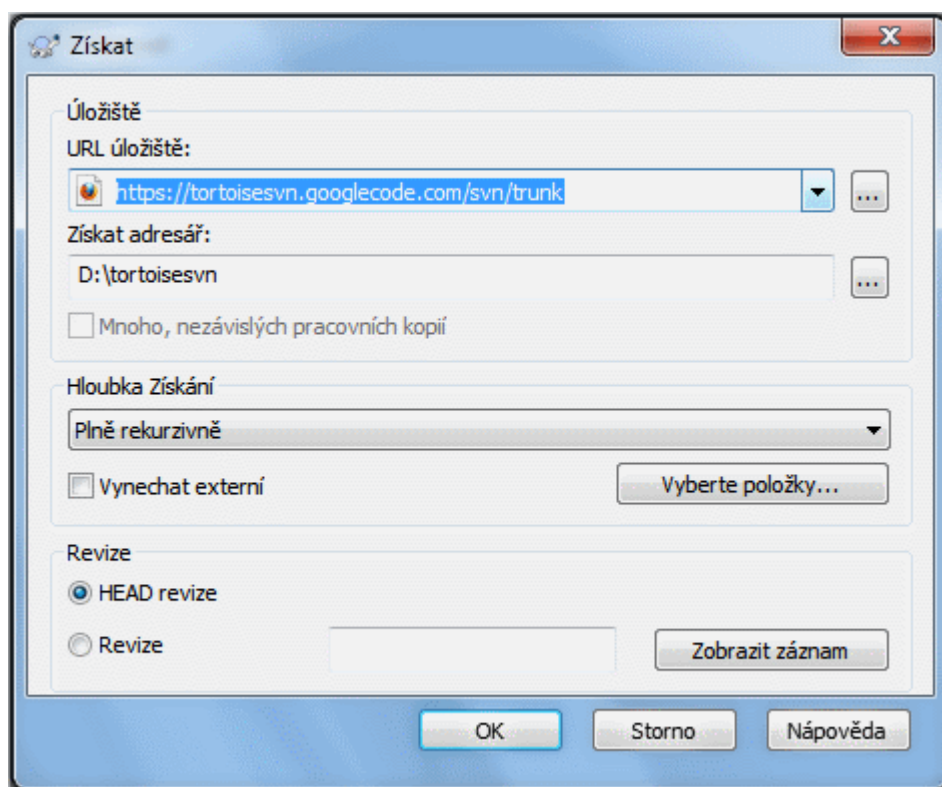 Získat
Úložiště
URL úložiště:
https://tortoisesvn.googlecode.com/svn/trunk
...
Získat adresář:
D:\tortoisesvn
...
Mnoho, nezávislých pracovních kopií
Hloubka Získání
Plně rekurzivně
Vynechat externí
Vyberte položky...
Revize
HEAD revize
Revize
Zobrazit záznam
OK
Storno
Nápověda